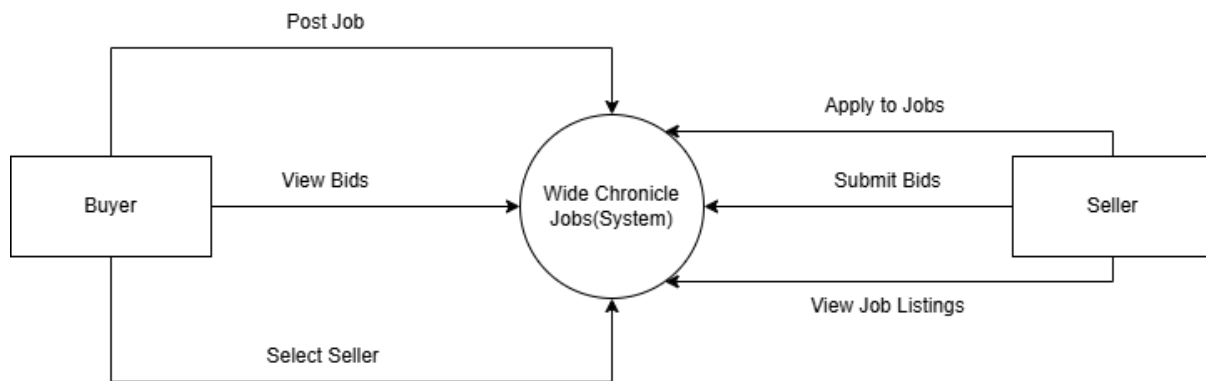 Post Job
Apply to Jobs
Buyer
View Bids
Wide Chronicle
Jobs(System)
Submit Bids
Seller
View Job Listings
Select Seller